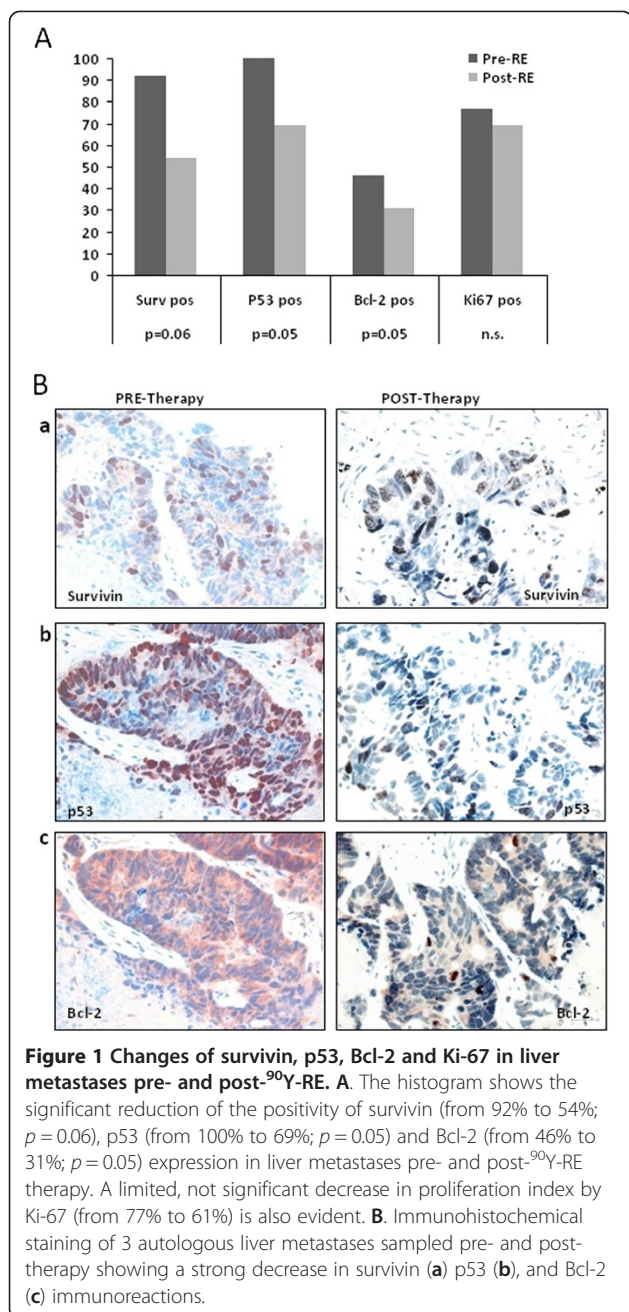 A
100
90
80
70
60
50
40
30
20
10
0
Pre-RE
Post-RE
Surv pos P53 pos Bcl-2 pos Ki67 pos
p=0.06 p=0.05 p=0.05 n.s.
B
PRE-Therapy POST-Therapy
a
Survivin Survivin
b
p53 p53
c
Bcl-2 Bcl-2
Figure 1 Changes of survivin, p53, Bcl-2 and Ki-67 in liver
metastases pre- and post-⁹⁰Y-RE. A. The histogram shows the
significant reduction of the positivity of survivin (from 92% to 54%;
p = 0.06), p53 (from 100% to 69%; p = 0.05) and Bcl-2 (from 46% to
31%; p = 0.05) expression in liver metastases pre- and post-⁹⁰Y-RE
therapy. A limited, not significant decrease in proliferation index by
Ki-67 (from 77% to 61%) is also evident. B. Immunohistochemical
staining of 3 autologous liver metastases sampled pre- and post-
therapy showing a strong decrease in survivin (a) p53 (b), and Bcl-2
(c) immunoreactions.